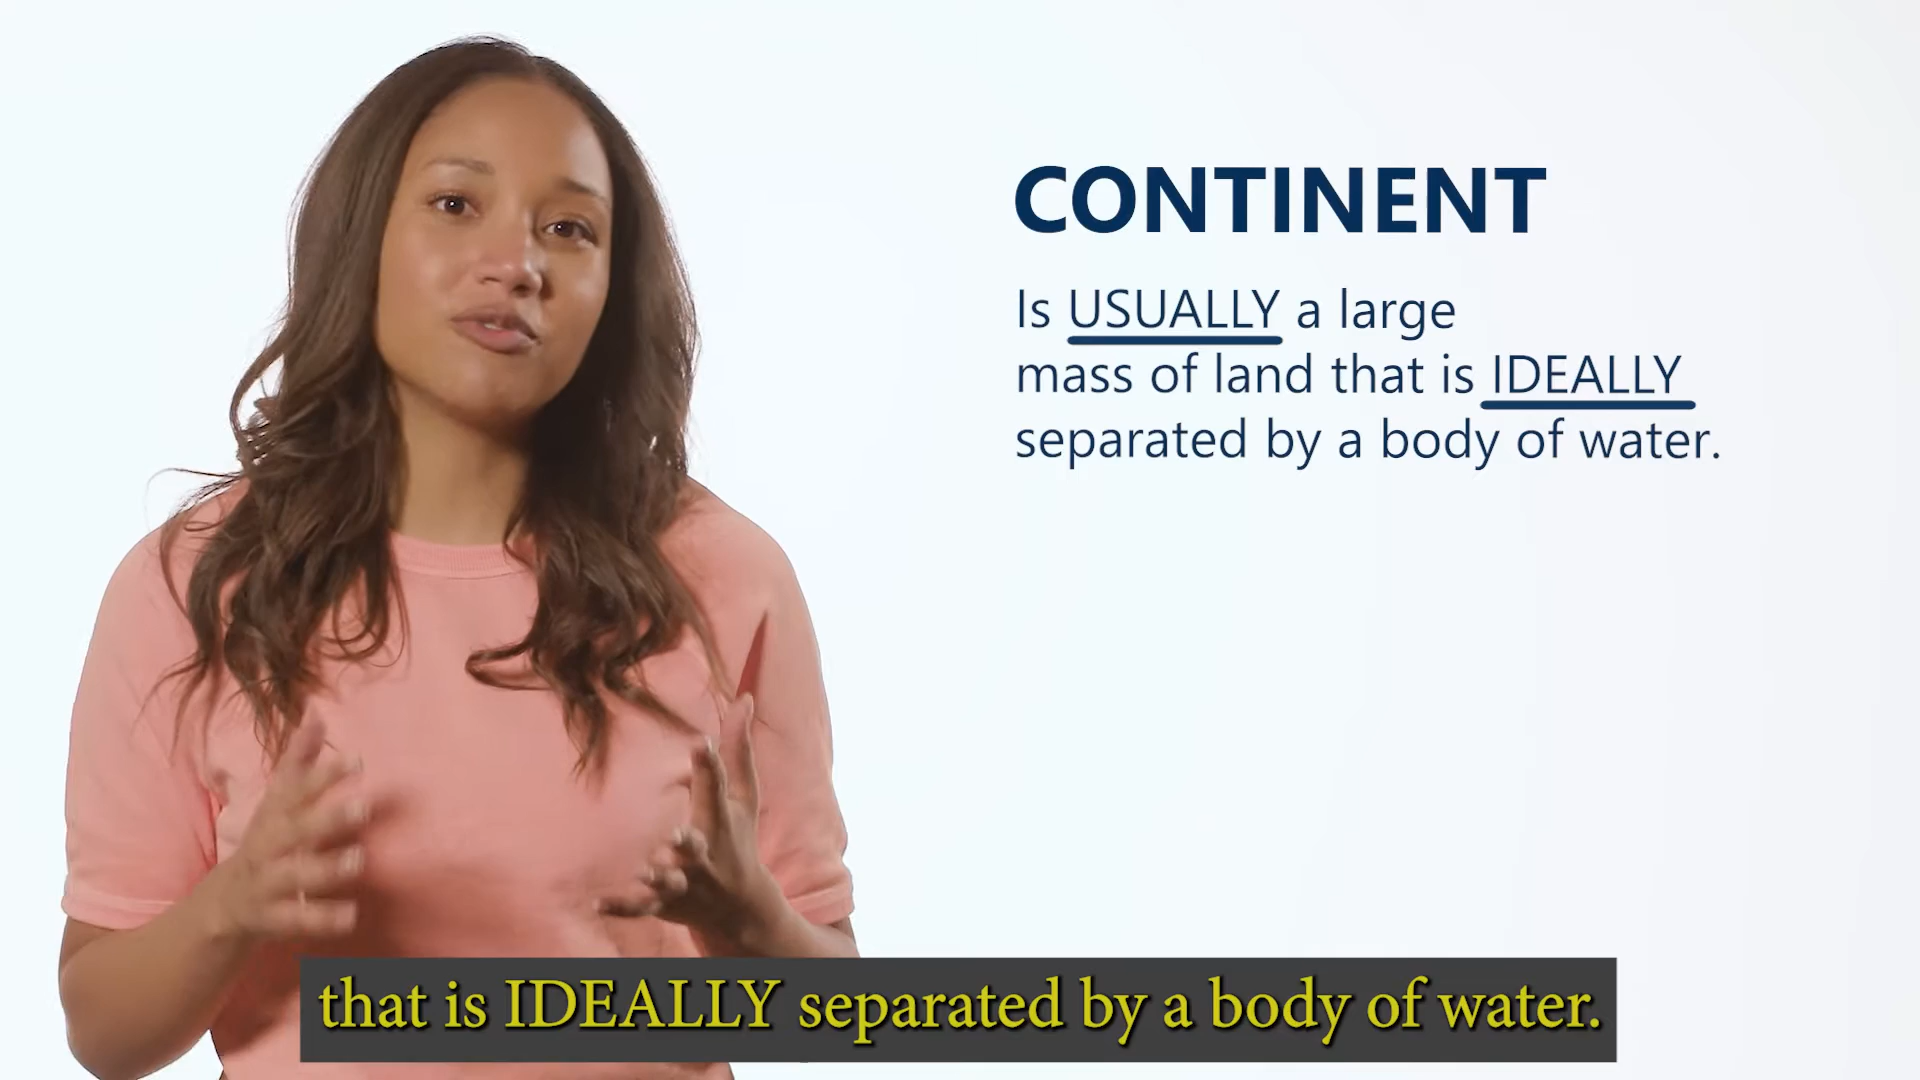 CONTINENT
Is USUALLY a large
mass of land that is IDEALLY
separated by a body of water.
that is IDEALLY separated by a body of water.